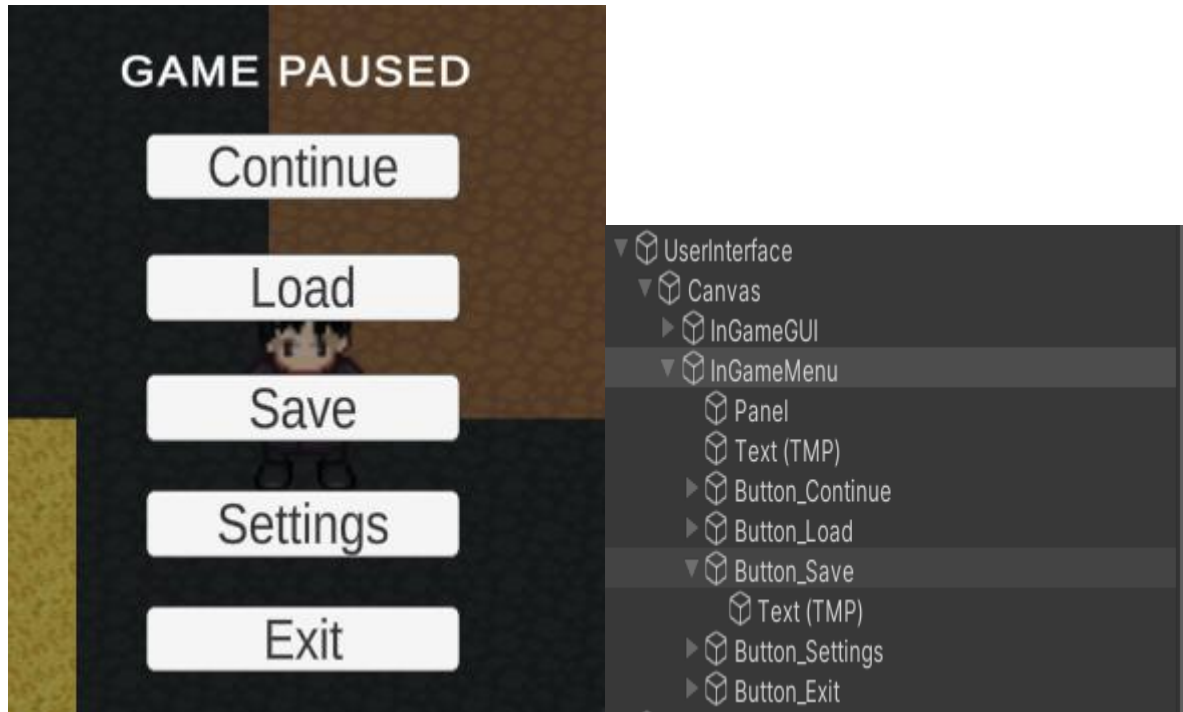 GAME PAUSED
Continue
Load
Save
Settings
Exit
UserInterface
Canvas
InGameGUI
InGameMenu
Panel
Text (TMP)
Button_Continue
Button_Load
Button_Save
Text (TMP)
Button_Settings
Button_Exit